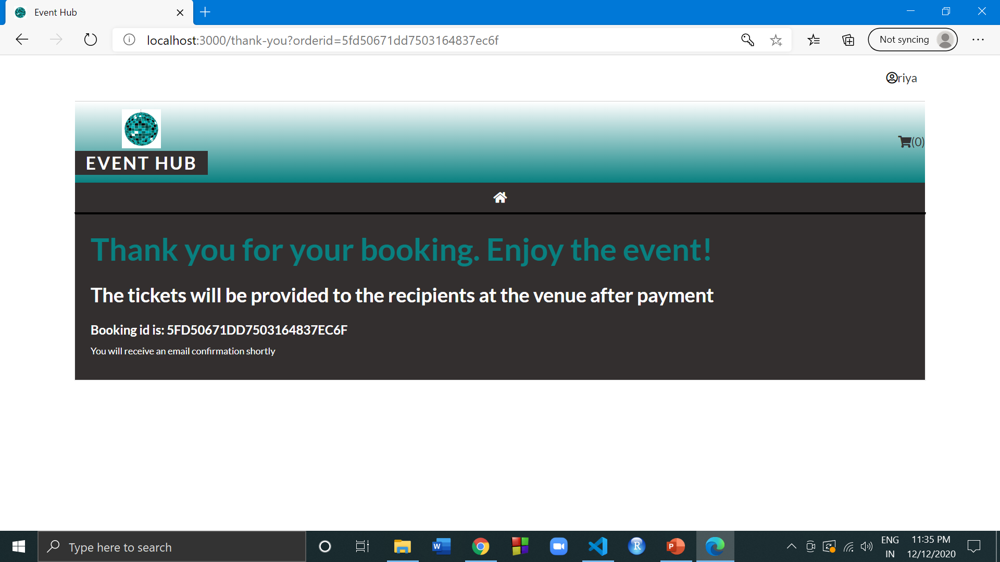 Event Hub
localhost:3000/thank-you?orderid=5fd50671dd7503164837ec6f
Not syncing
riya
(0)
EVENT HUB
Thank you for your booking. Enjoy the event!
The tickets will be provided to the recipients at the venue after payment
Booking id is: 5FD50671DD7503164837EC6F
You will receive an email confirmation shortly
Type here to search
W
R
P
ENG
IN
11:35 PM
12/12/2020